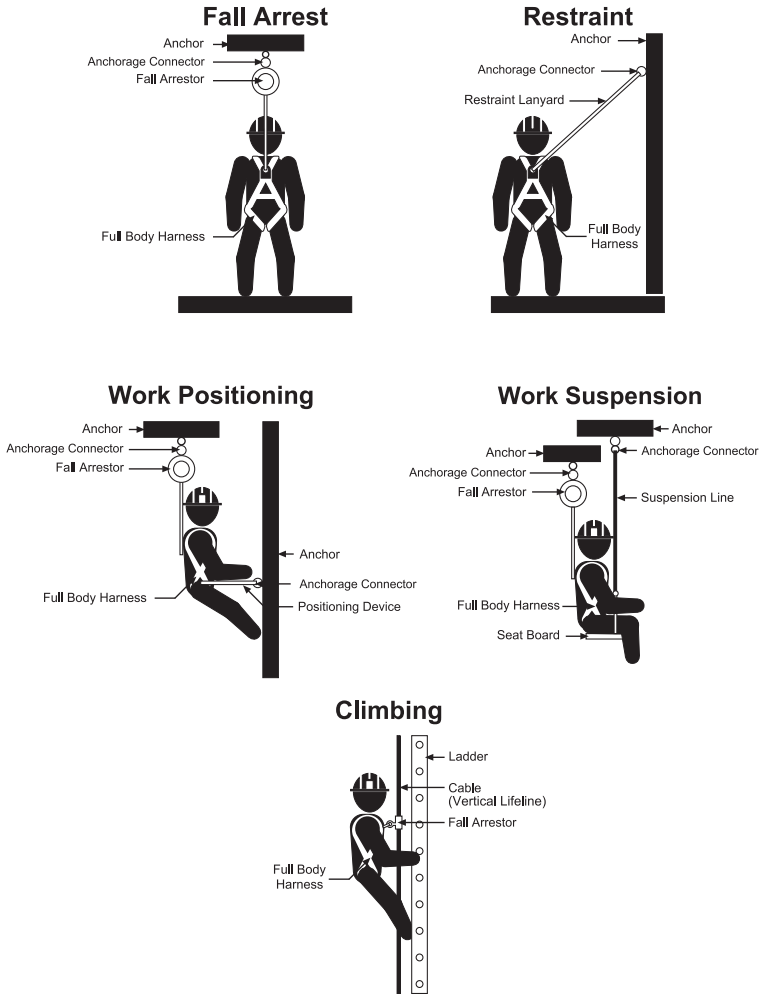 Fall Arrest
Anchor
Anchorage Connector
Fall Arrestor
Full Body Harness
Restraint
Anchor
Anchorage Connector
Restraint Lanyard
Full Body
Harness
Work Positioning
Anchor
Anchorage Connector
Fall Arrestor
Full Body Harness
Anchor
Anchorage Connector
Positioning Device
Work Suspension
Anchor
Anchorage Connector
Fall Arrestor
Full Body Harness
Seat Board
Anchor
Anchorage Connector
Suspension Line
Climbing
Ladder
Cable
(Vertical Lifeline)
Fall Arrestor
Full Body
Harness